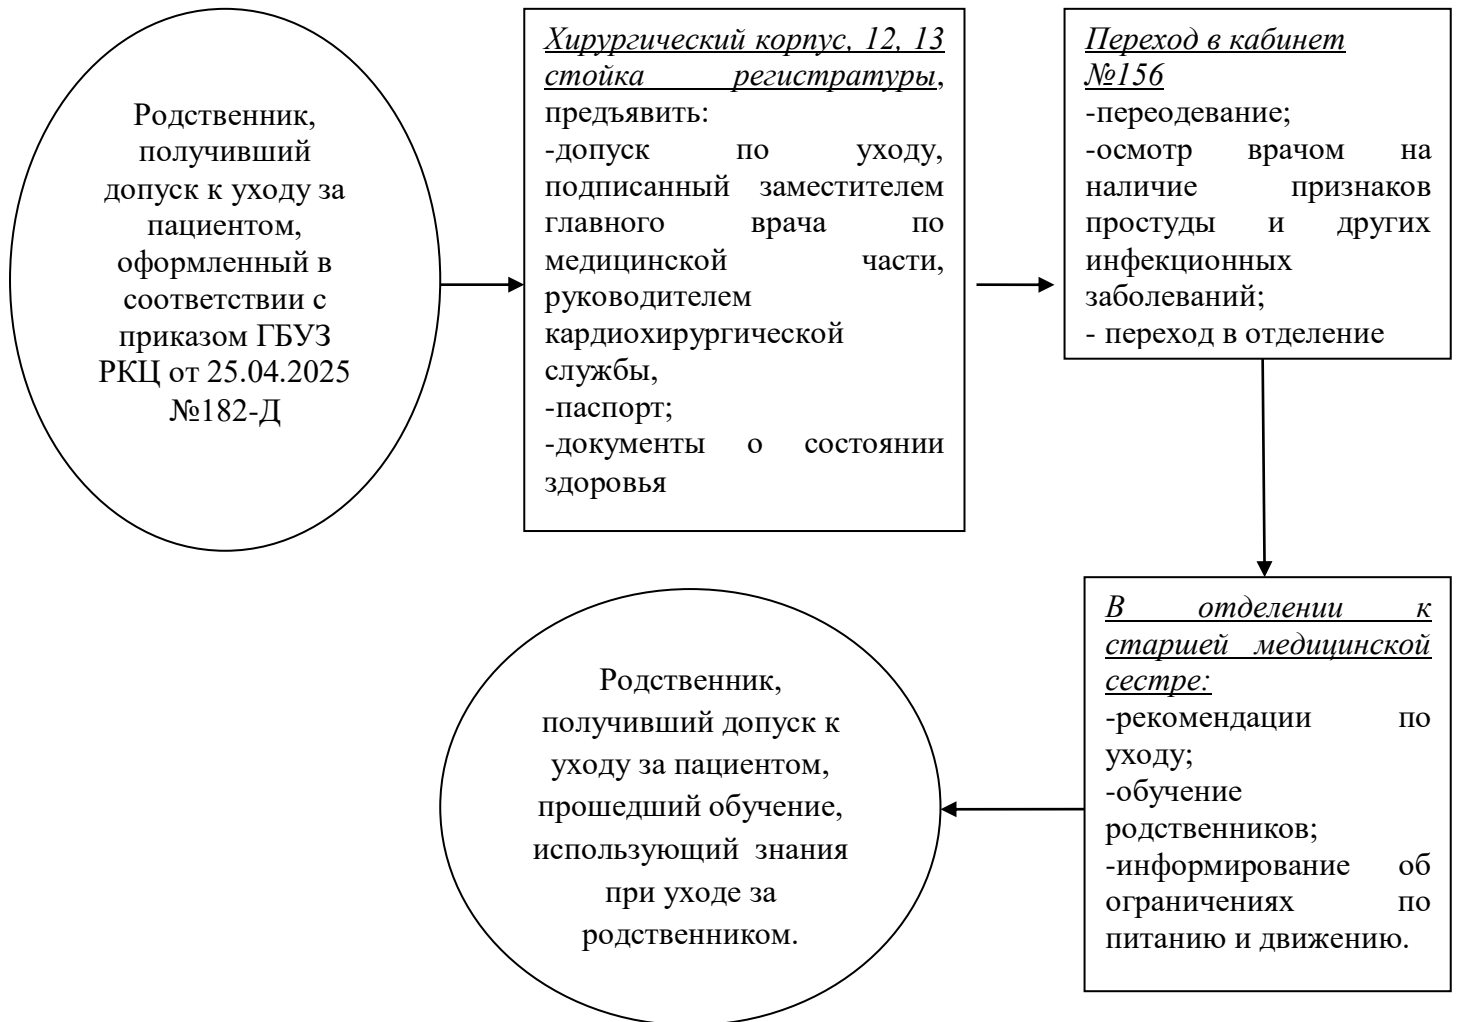 Родственник,
получивший
допуск к уходу за
пациентом,
оформленный в
соответствии с
приказом ГБУЗ
РКЦ от 25.04.2025
№182-Д
Хирургический корпус, 12, 13
стойка регистратуры,
предъявить:
-допуск по уходу,
подписанный заместителем
главного врача по
медицинской части,
руководителем
кардиохирургической
службы,
-паспорт;
-документы о состоянии
здоровья
Переход в кабинет
№156
-переодевание;
-осмотр врачом на
наличие признаков
простуды и других
инфекционных
заболеваний;
- переход в отделение
В отделении к
старшей медицинской
сестре:
-рекомендации по
уходу;
-обучение
родственников;
-информирование об
ограничениях по
питанию и движению.
Родственник,
получивший допуск к
уходу за пациентом,
прошедший обучение,
использующий знания
при уходе за
родственником.